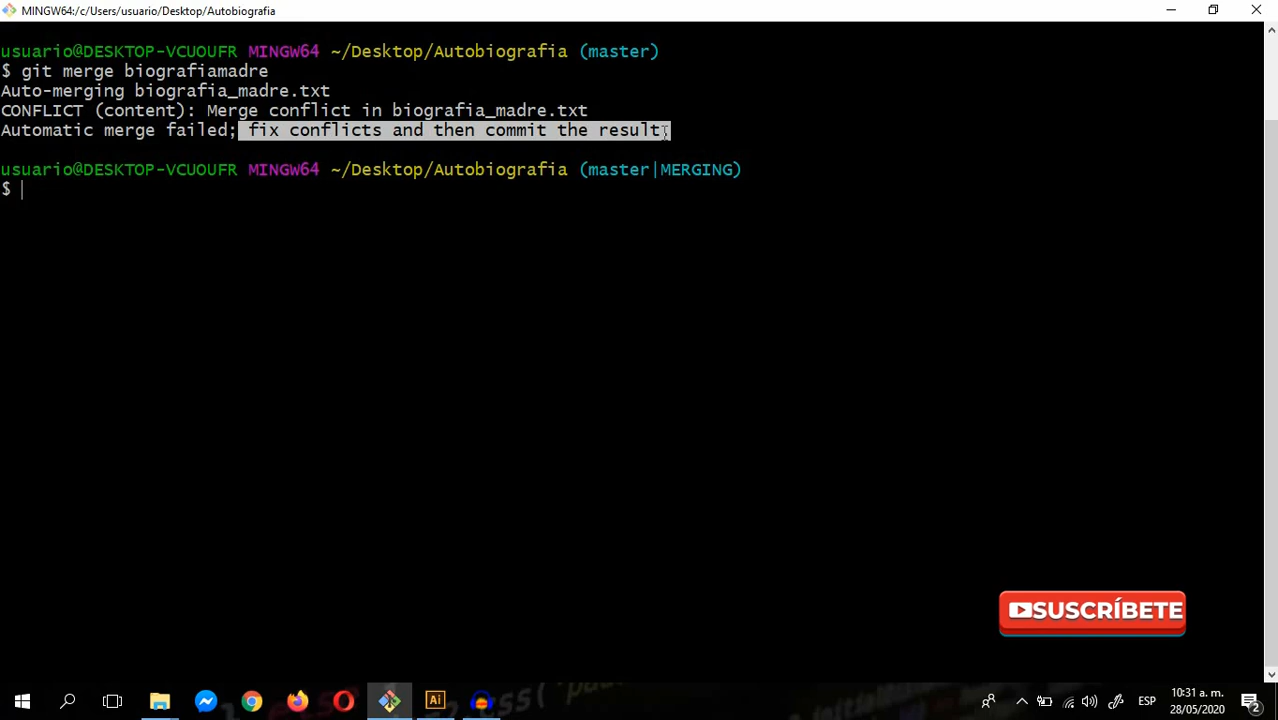 MINGW64:/c/Users/usuario/Desktop/Autobiografia
usuario@DESKTOP-VCUOUFR MINGW64 ~/Desktop/Autobiografia (master)
$ git merge biografiamadre
Auto-merging biografia_madre.txt
CONFLICT (content): Merge conflict in biografia_madre.txt
Automatic merge failed; fix conflicts and then commit the result.
usuario@DESKTOP-VCUOUFR MINGW64 ~/Desktop/Autobiografia (master|MERGING)
$
SUSCRÍBETE
Ai
ESP
10:31 a. m.
28/05/2020
2